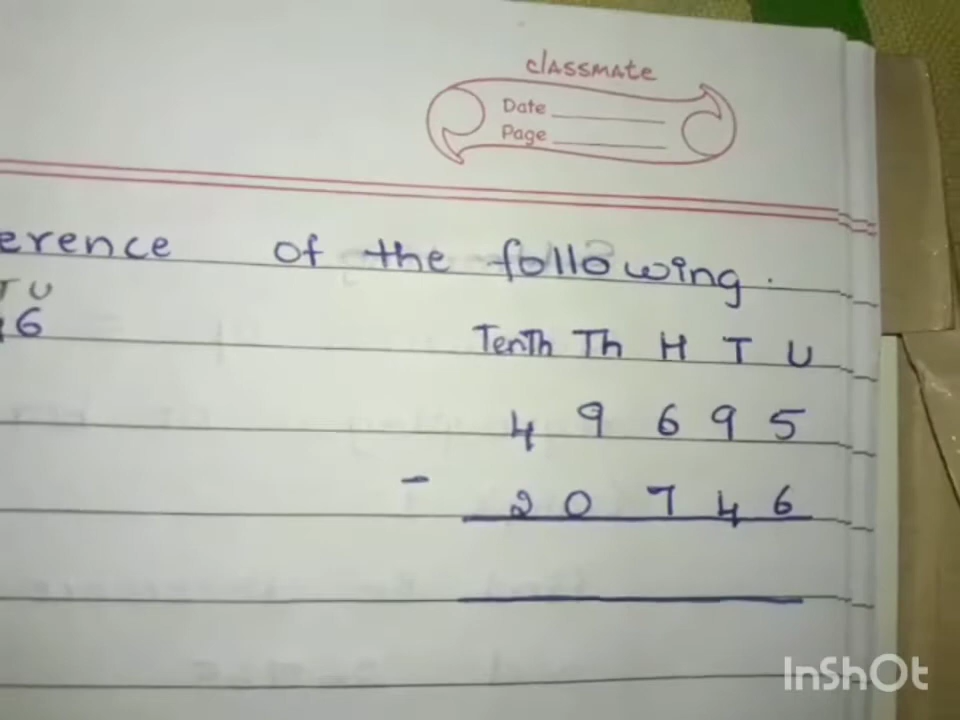 classmate
Date
Page
erence of the following.
T U
6
TenTh Th H T U
4 9 6 9 5
- 2 0 7 4 6
InShOt